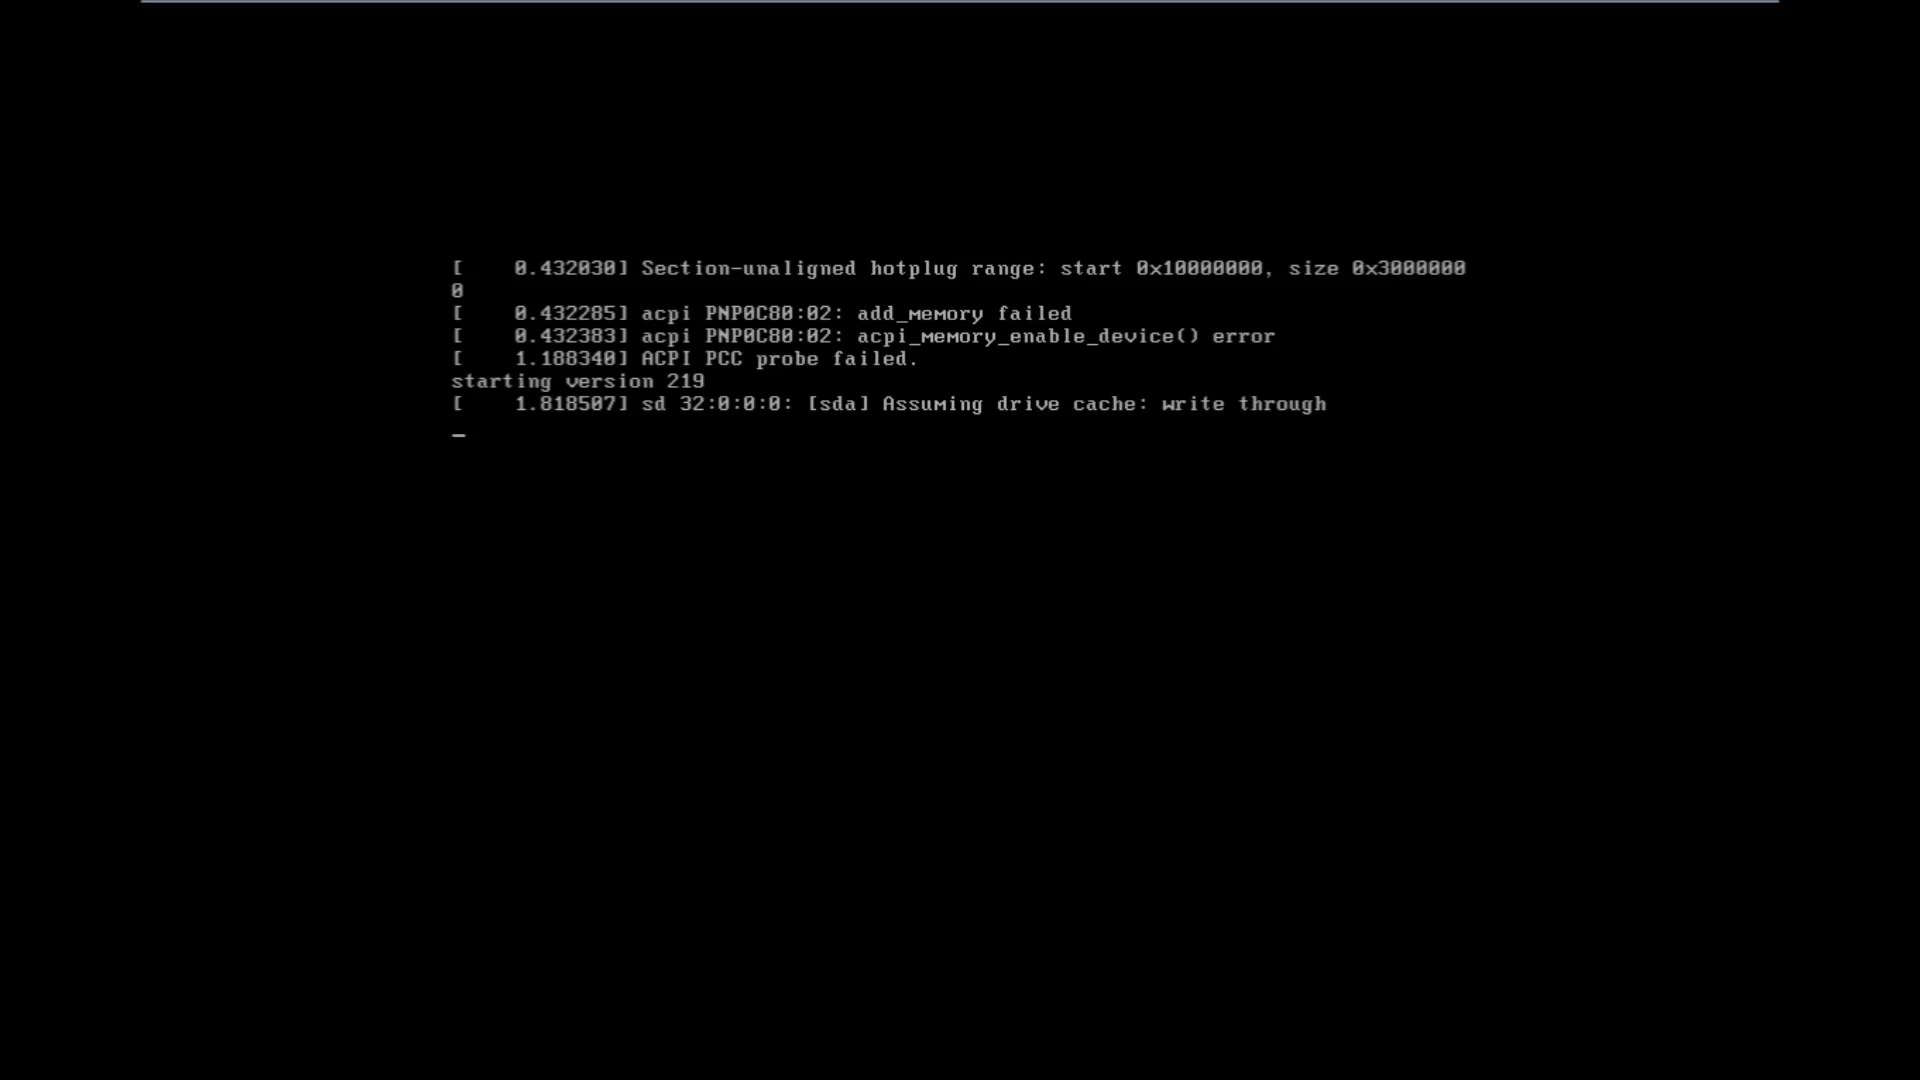 [    0.432030] Section-unaligned hotplug range: start 0x10000000, size 0x3000000
0
[    0.432285] acpi PNP0C80:02: add_memory failed
[    0.432383] acpi PNP0C80:02: acpi_memory_enable_device() error
[    1.188340] ACPI PCC probe failed.
starting version 219
[    1.818507] sd 32:0:0:0: [sda] Assuming drive cache: write through
_